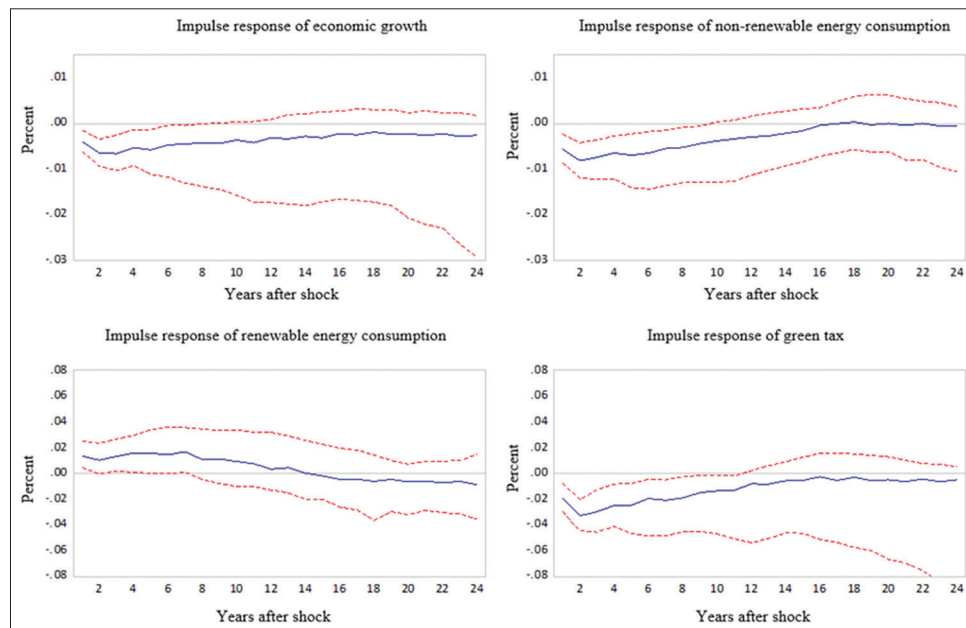 Impulse response of economic growth
Percent
.01
.00
-.01
-.02
-.03
2 4 6 8 10 12 14 16 18 20 22 24
Years after shock
Impulse response of non-renewable energy consumption
Percent
.01
.00
-.01
-.02
-.03
2 4 6 8 10 12 14 16 18 20 22 24
Years after shock
Impulse response of renewable energy consumption
Percent
.08
.06
.04
.02
.00
-.02
-.04
-.06
-.08
2 4 6 8 10 12 14 16 18 20 22 24
Years after shock
Impulse response of green tax
Percent
.08
.06
.04
.02
.00
-.02
-.04
-.06
-.08
2 4 6 8 10 12 14 16 18 20 22 24
Years after shock